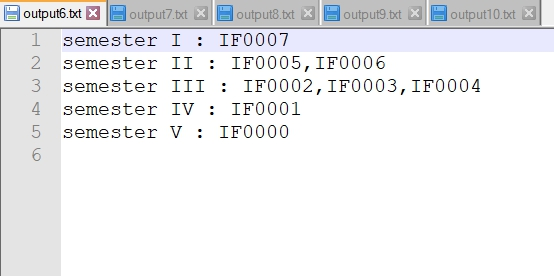 output6.txt output7.txt output8.txt output9.txt output10.txt
1 semester I : IF0007
2 semester II : IF0005,IF0006
3 semester III : IF0002,IF0003,IF0004
4 semester IV : IF0001
5 semester V : IF0000
6